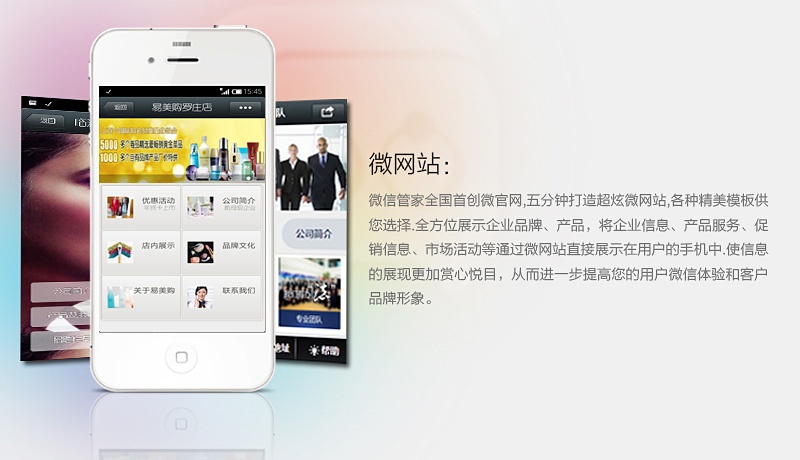 微网站：
微信管家全国首创微官网,五分钟打造超炫微网站,各种精美模板供
您选择.全方位展示企业品牌、产品，将企业信息、产品服务、促
销信息、市场活动等通过微网站直接展示在用户的手机中.使信息
的展现更加赏心悦目，从而进一步提高您的用户微信体验和客户
品牌形象。
15:45
返回
易美购罗庄店
5000
1000
优惠活动
公司简介
店内展示
品牌文化
关于易美购
联系我们
返回
公司简介
专业团队
帮助